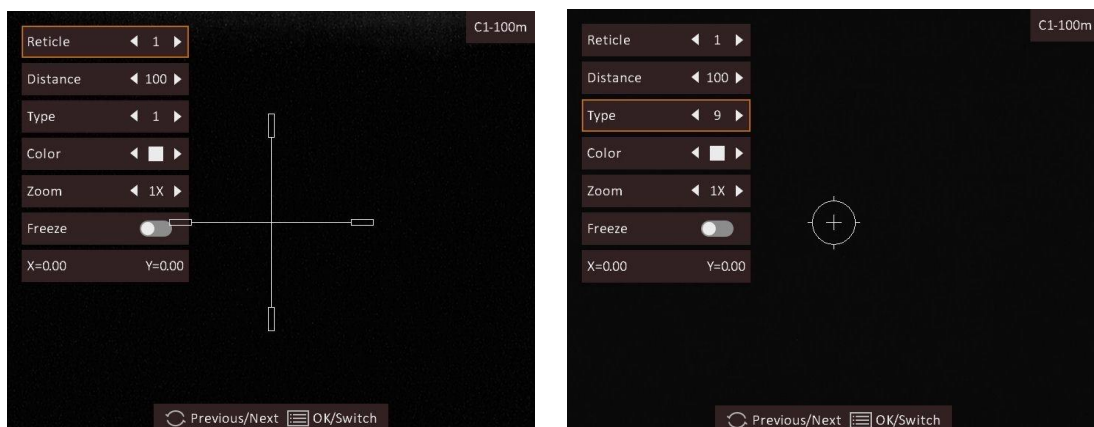 C1-100m
Reticle 1
Distance 100
Type 1
Color
Zoom 1X
Freeze
X=0.00 Y=0.00
Previous/Next OK/Switch
C1-100m
Reticle 1
Distance 100
Type 9
Color
Zoom 1X
Freeze
X=0.00 Y=0.00
Previous/Next OK/Switch